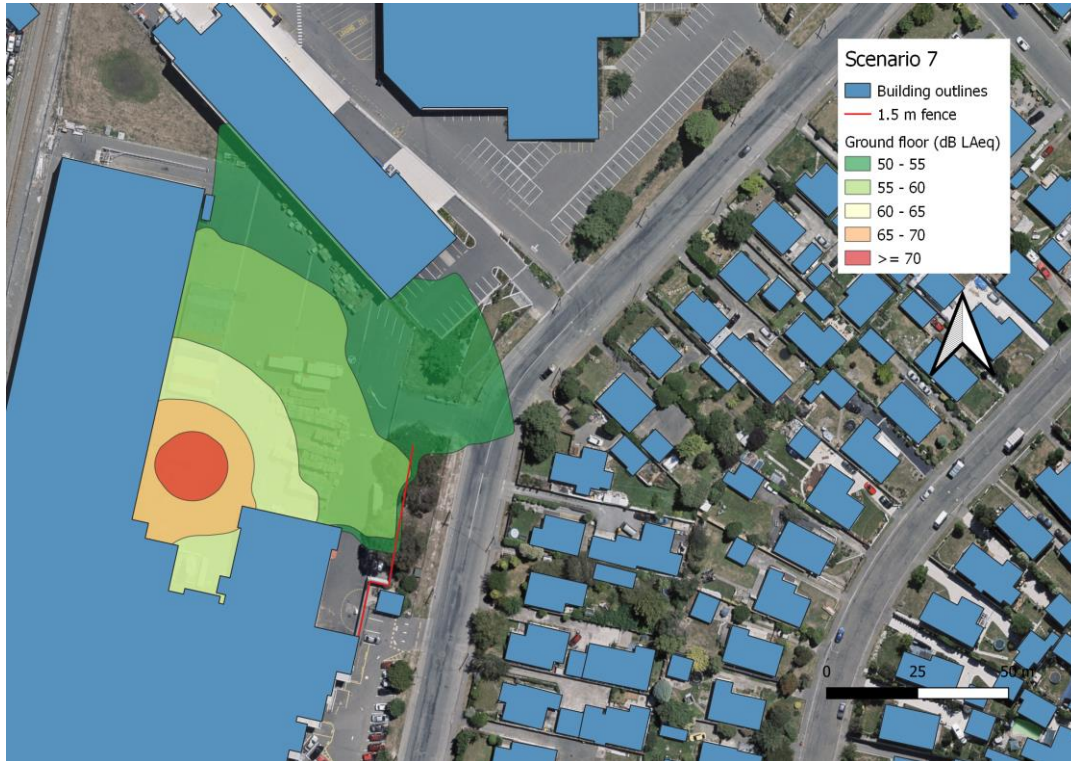 Scenario 7
Building outlines
1.5 m fence
Ground floor (dB LAeq)
50 - 55
55 - 60
60 - 65
65 - 70
>= 70
0 25 50 m